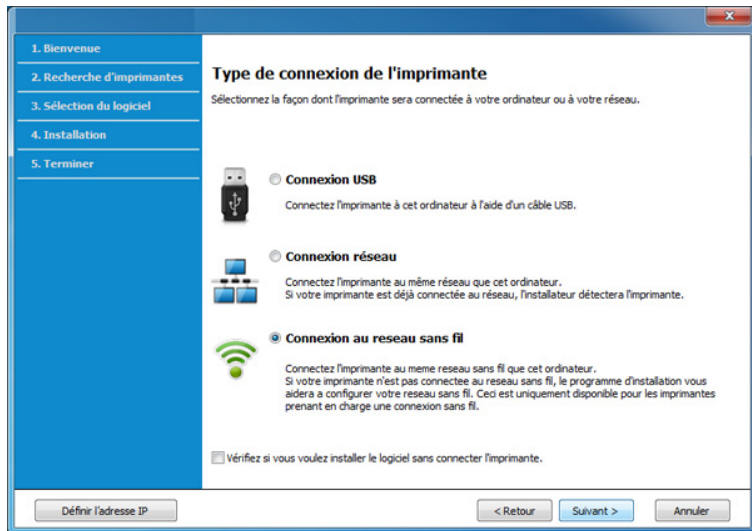 1. Bienvenue
2. Recherche d'imprimantes
3. Sélection du logiciel
4. Installation
5. Terminer
Type de connexion de l'imprimante
Sélectionnez la façon dont l'imprimante sera connectée à votre ordinateur ou à votre réseau.
Connexion USB
Connectez l'imprimante à cet ordinateur à l'aide d'un câble USB.
Connexion réseau
Connectez l'imprimante au même réseau que cet ordinateur.
Si votre imprimante est déjà connectée au réseau, l'installateur détectera l'imprimante.
Connexion au reseau sans fil
Connectez l'imprimante au meme reseau sans fil que cet ordinateur.
Si votre imprimante n'est pas connectee au reseau sans fil, le programme d'installation vous
aidera a configurer votre reseau sans fil. Ceci est uniquement disponible pour les imprimantes
prenant en charge une connexion sans fil.
Vérifiez si vous voulez installer le logiciel sans connecter l'imprimante.
Définir l'adresse IP
< Retour
Suivant >
Annuler